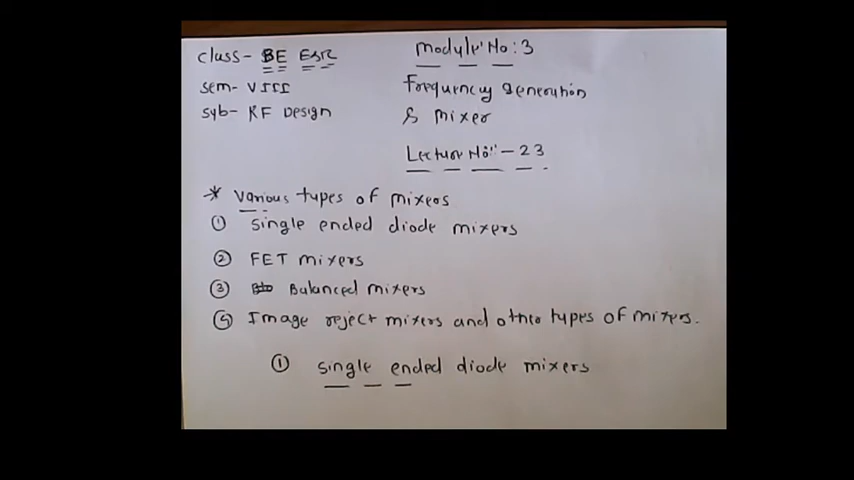 class- BE E&R
Module No: 3
sem- VIII
Frequency generation
sub- RF Design
& mixer
Lecture No:- 23
* Various types of mixers
① single ended diode mixers
② FET mixers
③ Balanced mixers
④ Image reject mixers and other types of mixers.
① single ended diode mixers